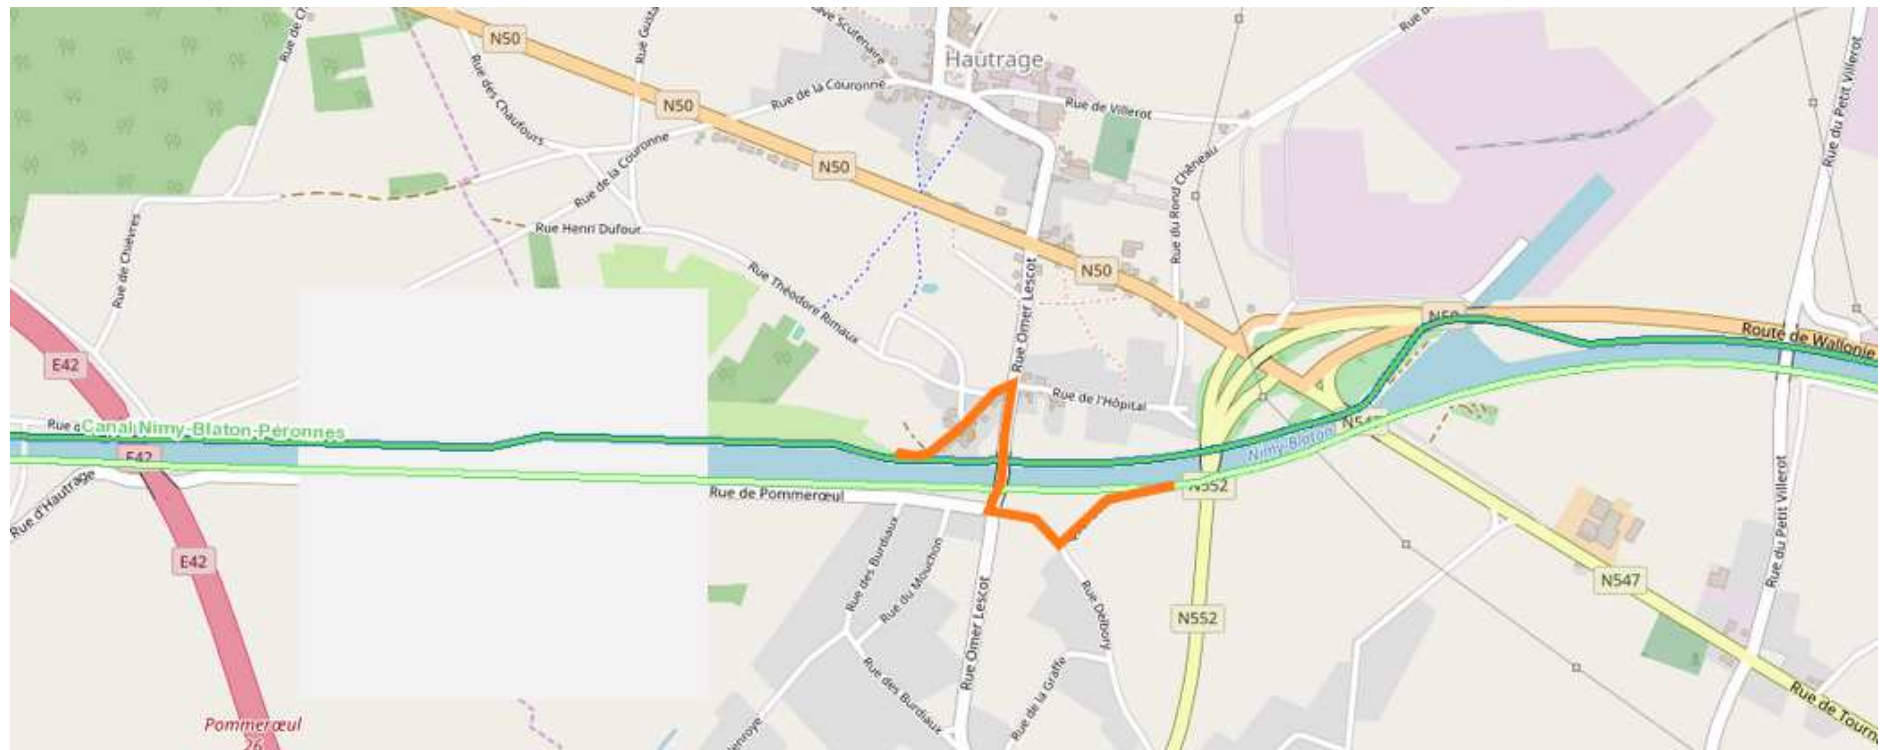 N50
Rue des Chaufours
N50
Rue de la Couronne
Hautrage
Rue de Villerot
Rue du Petit Villerot
N50
Rue de la Couronne
Rue du Rond Chêneau
Rue de Chièvres
Rue Henri Dufour
Rue Théodore Rimaux
Rue Omer Lescot
N50
N50
Route de Wallonie
E42
Rue de l'Hôpital
Canal Nimy-Blaton-Péronnes
E42
Nimy-Blaton
Rue d'Hautrage
Rue de Pommerœul
N552
E42
Rue des Burdiaux
Rue du Mouchon
Rue Omer Lescot
Rue Delbory
N552
N547
Rue du Petit Villerot
Rue des Burdiaux
Rue de la Graffe
Rue de Tourn
Pommerœul
26